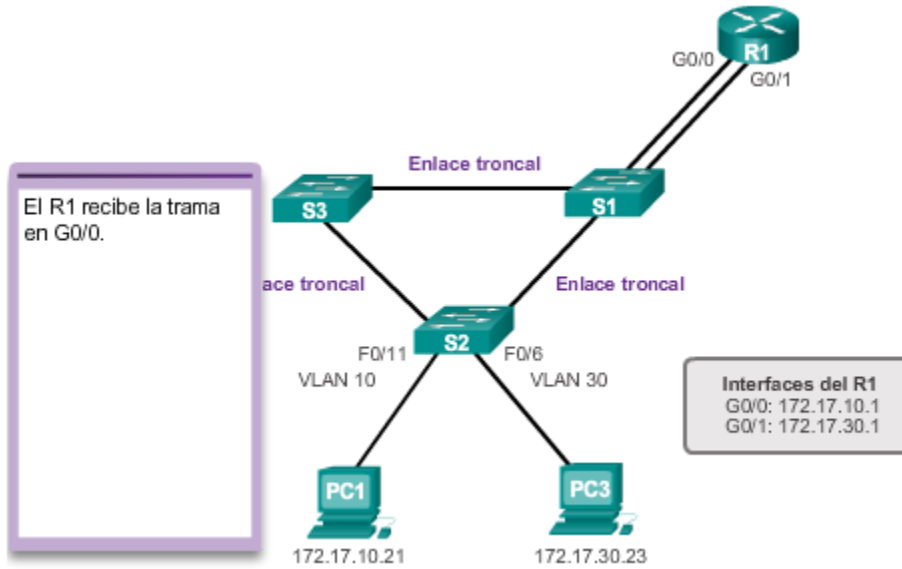 R1
G0/0
G0/1
Enlace troncal
El R1 recibe la trama
en G0/0.
S3
S1
ace troncal
Enlace troncal
S2
F0/11
F0/6
VLAN 10
VLAN 30
Interfaces del R1
G0/0: 172.17.10.1
G0/1: 172.17.30.1
PC1
PC3
172.17.10.21
172.17.30.23